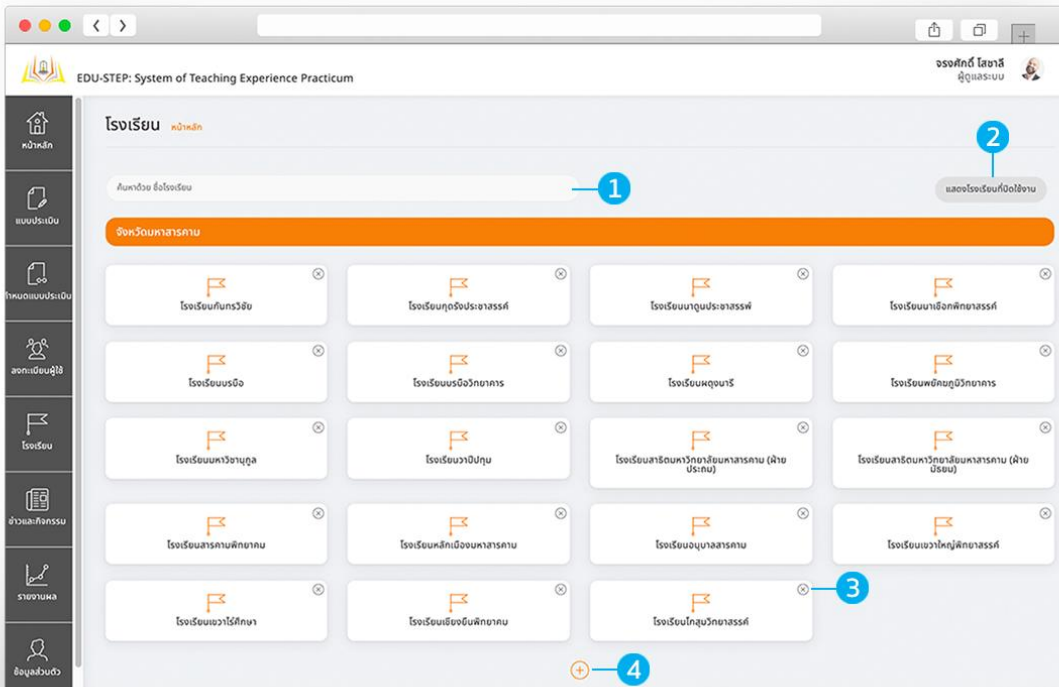 จรงศักดิ์ โสชาลี
ผู้ดูแลระบบ
EDU-STEP: System of Teaching Experience Practicum
หน้าหลัก
แบบประเมิน
กำหนดแบบประเมิน
ลงทะเบียนผู้ใช้
โรงเรียน
ข่าวและกิจกรรม
รายงานผล
ข้อมูลส่วนตัว
โรงเรียน หน้าหลัก
2
ค้นหาด้วย ชื่อโรงเรียน
1
แสดงโรงเรียนที่ปิดใช้งาน
จังหวัดมหาสารคาม
โรงเรียนกันทรวิชัย
โรงเรียนกุดรังประชาสรรค์
โรงเรียนนาดูนประชาสรรพ์
โรงเรียนนาเชือกพิทยาสรรค์
โรงเรียนบรบือ
โรงเรียนบรบือวิทยาคาร
โรงเรียนผดุงนารี
โรงเรียนพยัคฆภูมิวิทยาคาร
โรงเรียนมหาวิชานุกูล
โรงเรียนวาปีปทุม
โรงเรียนสาธิตมหาวิทยาลัยมหาสารคาม (ฝ่าย
ประถม)
โรงเรียนสาธิตมหาวิทยาลัยมหาสารคาม (ฝ่าย
มัธยม)
โรงเรียนสารคามพิทยาคม
โรงเรียนหลักเมืองมหาสารคาม
โรงเรียนอนุบาลสารคาม
โรงเรียนเขวาใหญ่พิทยาสรรค์
โรงเรียนเขวาไร่ศึกษา
โรงเรียนเชียงยืนพิทยาคม
โรงเรียนโกสุมวิทยาสรรค์
3
4